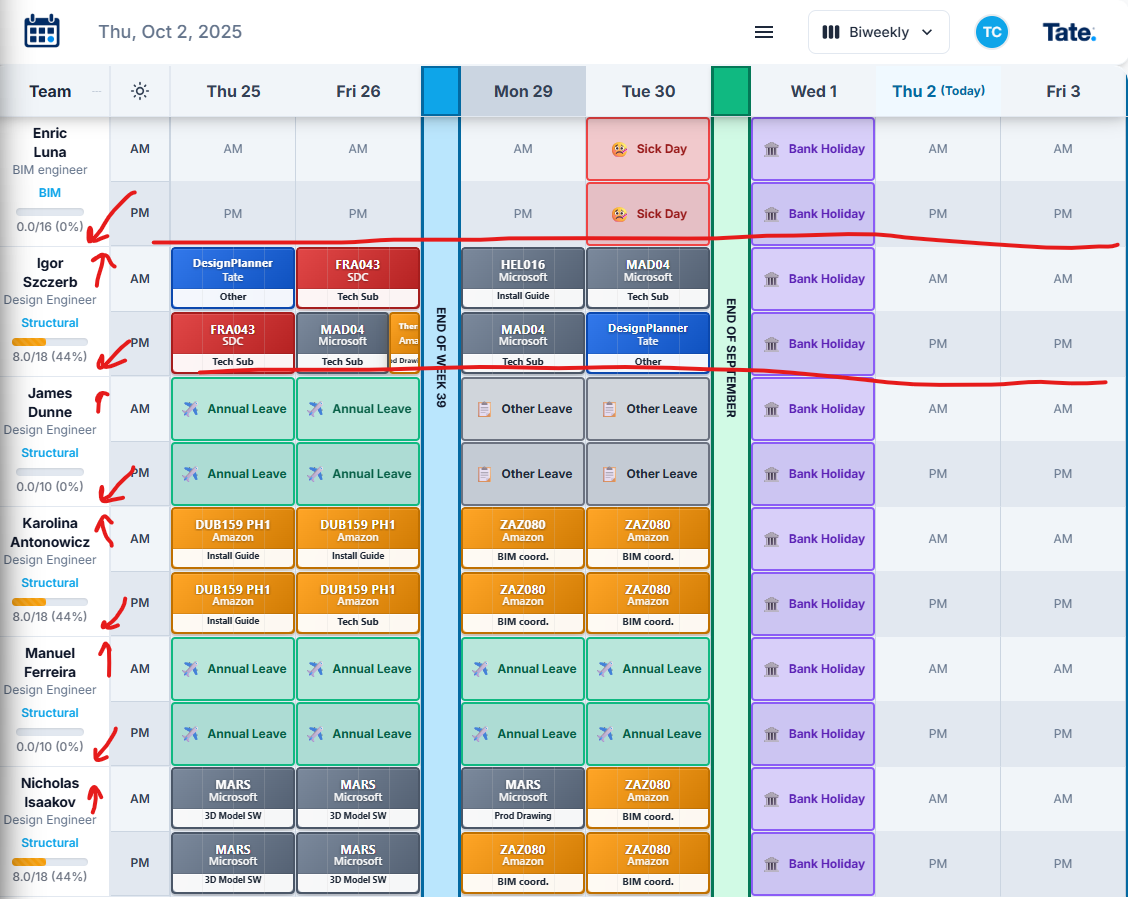 Thu, Oct 2, 2025
Biweekly
TC
Tate.
Team
Thu 25
Fri 26
Mon 29
Tue 30
Wed 1
Thu 2 (Today)
Fri 3
END OF WEEK 39
END OF SEPTEMBER
Enric
Luna
BIM engineer
BIM
0.0/16 (0%)
AM
AM
AM
AM
Sick Day
Bank Holiday
AM
AM
PM
PM
PM
PM
Sick Day
Bank Holiday
PM
PM
Igor
Szczerb
Design Engineer
Structural
8.0/18 (44%)
AM
DesignPlanner
Tate
Other
FRA043
SDC
Tech Sub
HEL016
Microsoft
Install Guide
MAD04
Microsoft
Tech Sub
Bank Holiday
AM
AM
PM
FRA043
SDC
Tech Sub
MAD04
Microsoft
Tech Sub
MAD04
Microsoft
Tech Sub
DesignPlanner
Tate
Other
Bank Holiday
PM
PM
James
Dunne
Design Engineer
Structural
0.0/10 (0%)
AM
Annual Leave
Annual Leave
Other Leave
Other Leave
Bank Holiday
AM
AM
PM
Annual Leave
Annual Leave
Other Leave
Other Leave
Bank Holiday
PM
PM
Karolina
Antonowicz
Design Engineer
Structural
8.0/18 (44%)
AM
DUB159 PH1
Amazon
Install Guide
DUB159 PH1
Amazon
Install Guide
ZAZ080
Amazon
BIM coord.
ZAZ080
Amazon
BIM coord.
Bank Holiday
AM
AM
PM
DUB159 PH1
Amazon
Install Guide
DUB159 PH1
Amazon
Tech Sub
ZAZ080
Amazon
BIM coord.
ZAZ080
Amazon
BIM coord.
Bank Holiday
PM
PM
Manuel
Ferreira
Design Engineer
Structural
0.0/10 (0%)
AM
Annual Leave
Annual Leave
Annual Leave
Annual Leave
Bank Holiday
AM
AM
PM
Annual Leave
Annual Leave
Annual Leave
Annual Leave
Bank Holiday
PM
PM
Nicholas
Isaakov
Design Engineer
Structural
8.0/18 (44%)
AM
MARS
Microsoft
3D Model SW
MARS
Microsoft
3D Model SW
MARS
Microsoft
Prod Drawing
ZAZ080
Amazon
BIM coord.
Bank Holiday
AM
AM
PM
MARS
Microsoft
3D Model SW
MARS
Microsoft
3D Model SW
ZAZ080
Amazon
BIM coord.
ZAZ080
Amazon
BIM coord.
Bank Holiday
PM
PM